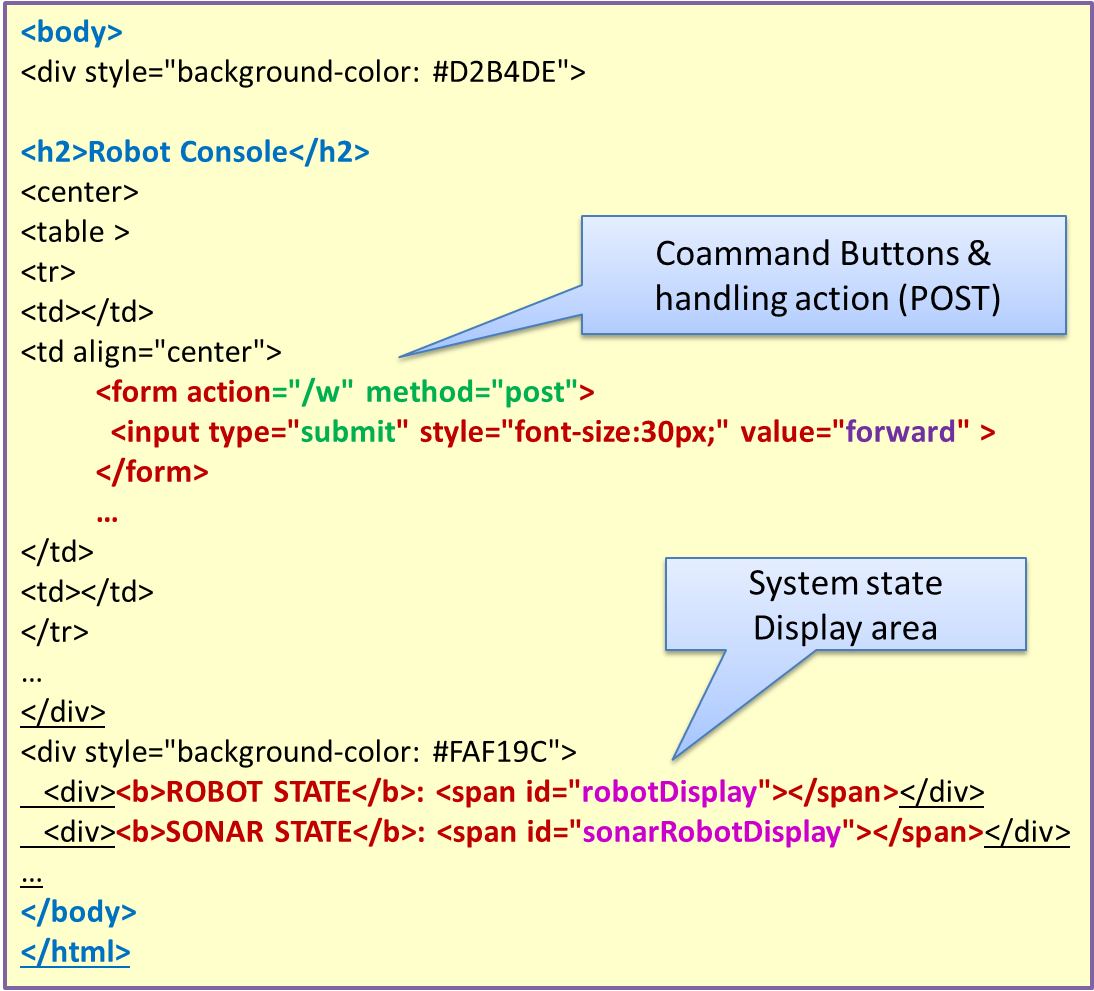 <body>
<div style="background-color: #D2B4DE">
<h2>Robot Console</h2>
<center>
<table >
<tr>
<td></td>
<td align="center">
Coammand Buttons &
handling action (POST)
<form action="/w" method="post">
<input type="submit" style="font-size:30px;" value="forward" >
</form>
…
</td>
<td></td>
</tr>
…
</div>
System state
Display area
<div style="background-color: #FAF19C">
<div><b>ROBOT STATE</b>: <span id="robotDisplay"></span></div>
<div><b>SONAR STATE</b>: <span id="sonarRobotDisplay"></span></div>
…
</body>
</html>